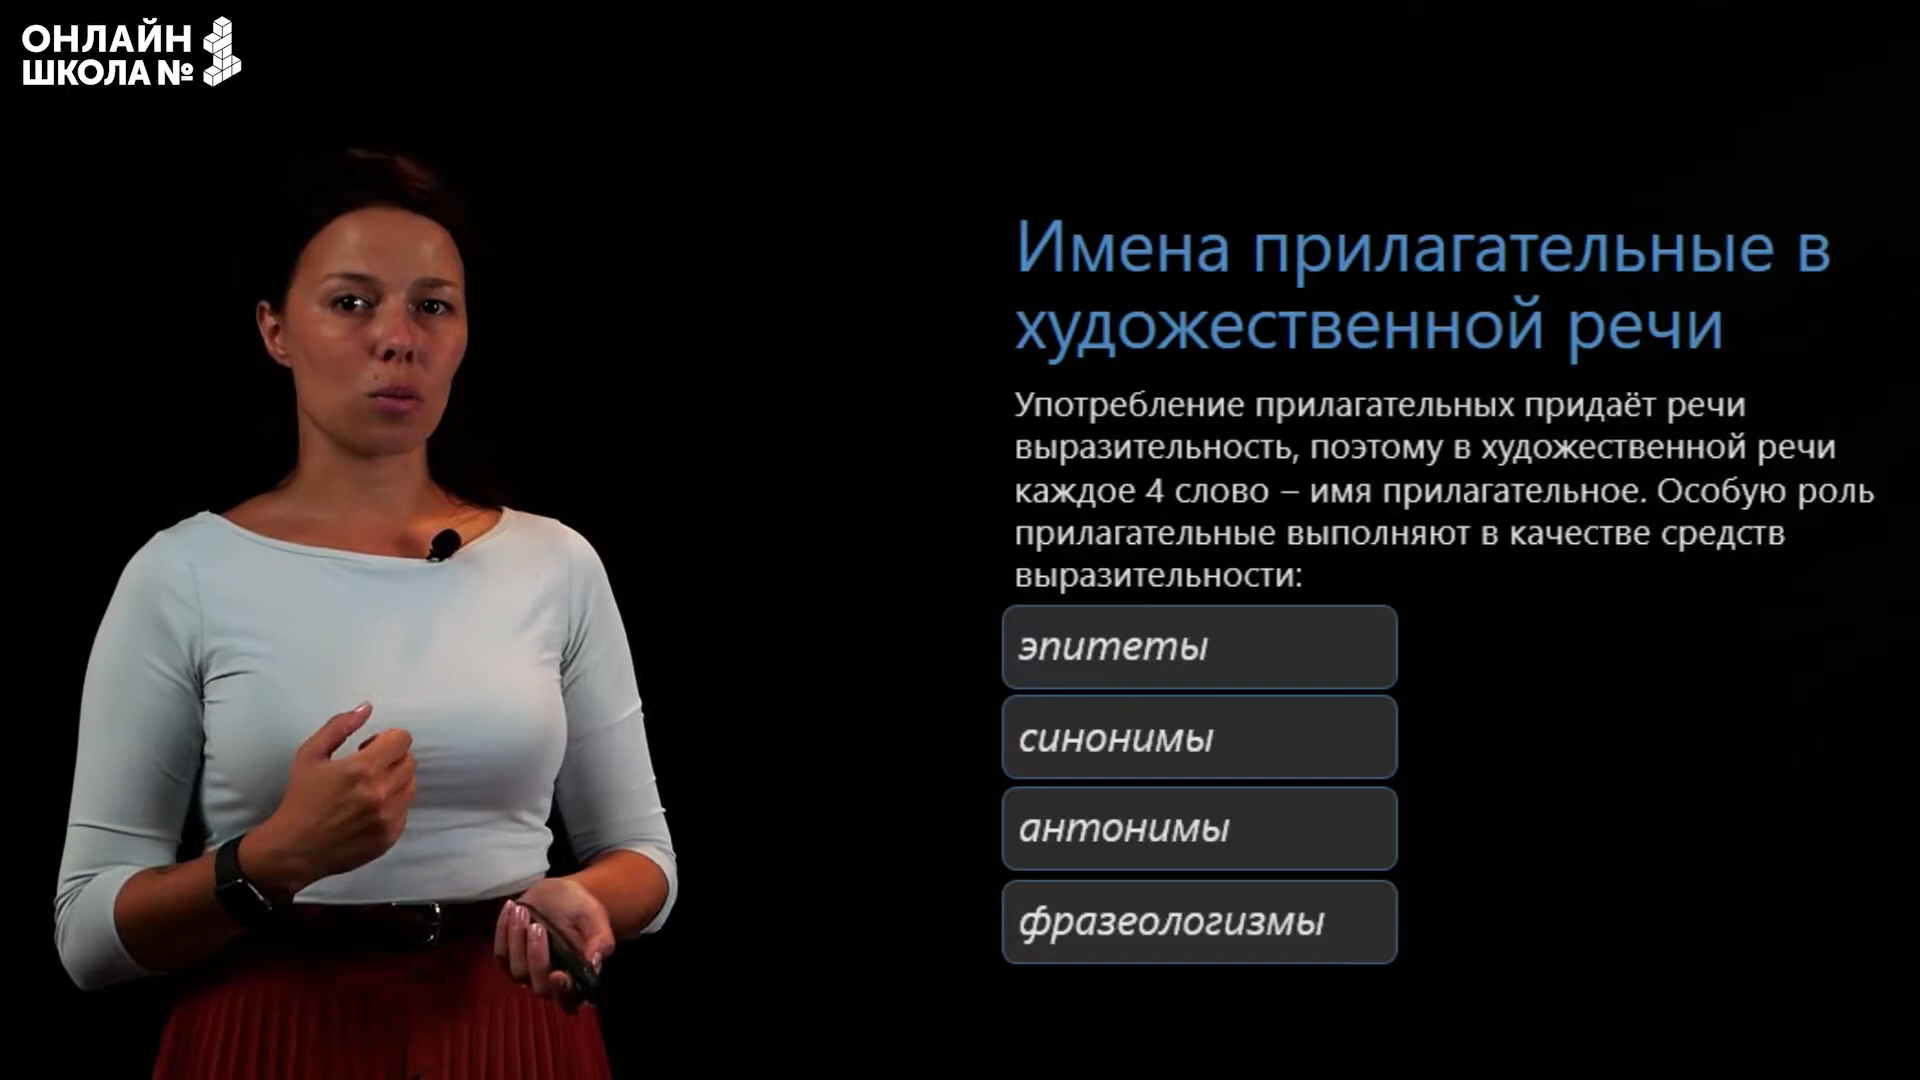 ОНЛАЙН
ШКОЛА №
Имена прилагательные в
художественной речи
Употребление прилагательных придаёт речи
выразительность, поэтому в художественной речи
каждое 4 слово – имя прилагательное. Особую роль
прилагательные выполняют в качестве средств
выразительности:
эпитеты
синонимы
антонимы
фразеологизмы